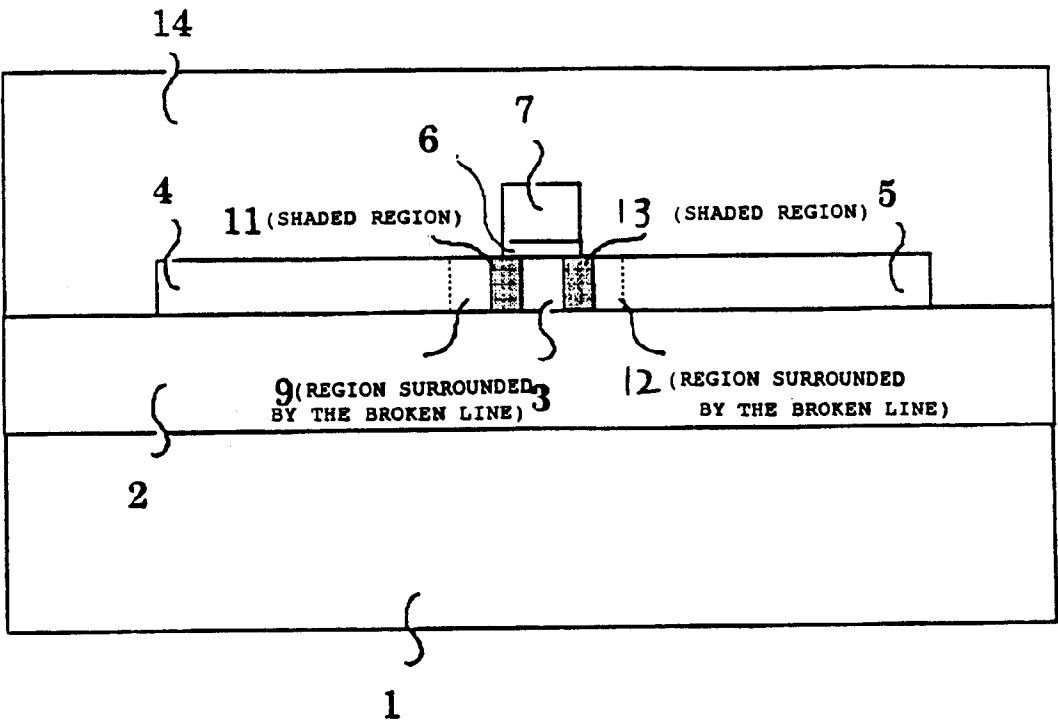 14
7
6
4
11 (SHADED REGION)
13 (SHADED REGION)
5
9 (REGION SURROUNDED
BY THE BROKEN LINE)
3
12 (REGION SURROUNDED
BY THE BROKEN LINE)
2
1